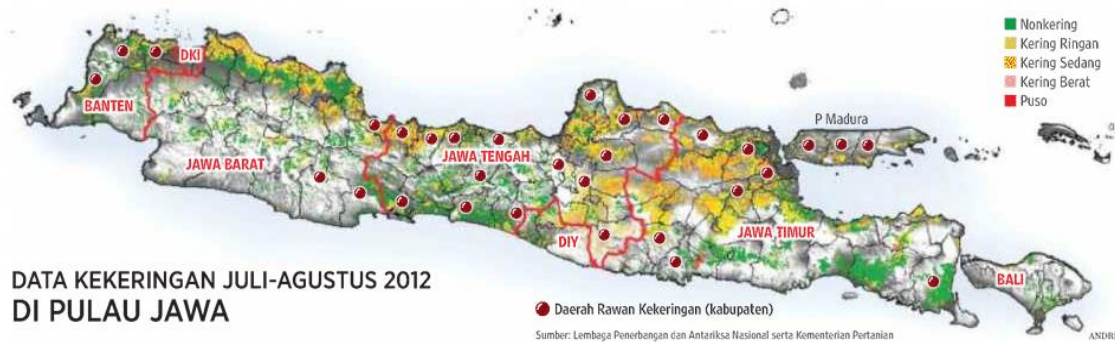 Nonkering
Kering Ringan
Kering Sedang
Kering Berat
Puso
DKI
BANTEN
P Madura
JAWA BARAT
JAWA TENGAH
DIY
JAWA TIMUR
BALI
DATA KEKERINGAN JULI-AGUSTUS 2012
DI PULAU JAWA
Daerah Rawan Kekeringan (kabupaten)
Sumber: Lembaga Penerbangan dan Antariksa Nasional serta Kementerian Pertanian
ANDRI